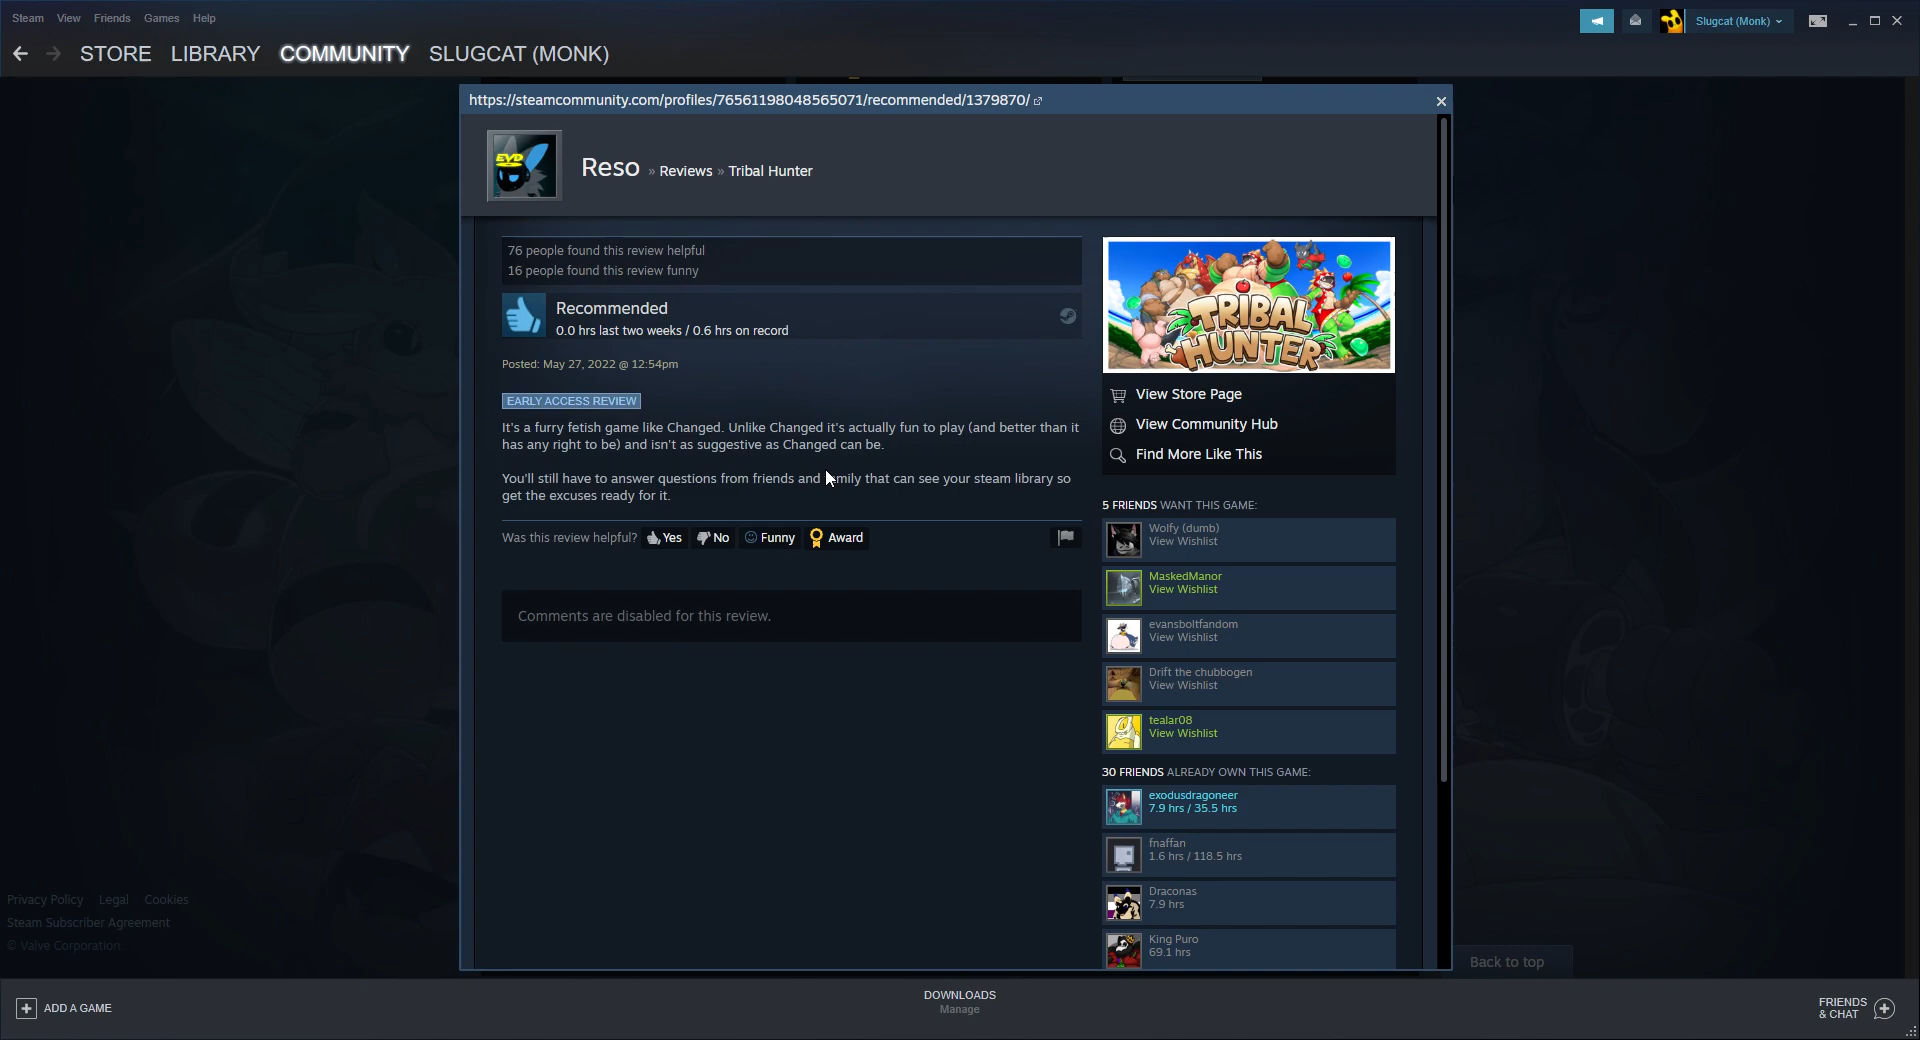 Steam View Friends Games Help
Slugcat (Monk)
STORE LIBRARY COMMUNITY SLUGCAT (MONK)
https://steamcommunity.com/profiles/76561198048565071/recommended/1379870/
EVD
Reso » Reviews » Tribal Hunter
76 people found this review helpful
16 people found this review funny
Recommended
0.0 hrs last two weeks / 0.6 hrs on record
Posted: May 27, 2022 @ 12:54pm
EARLY ACCESS REVIEW
It's a furry fetish game like Changed. Unlike Changed it's actually fun to play (and better than it
has any right to be) and isn't as suggestive as Changed can be.
You'll still have to answer questions from friends and family that can see your steam library so
get the excuses ready for it.
Was this review helpful? Yes No Funny Award
Comments are disabled for this review.
TRIBAL
HUNTER
View Store Page
View Community Hub
Find More Like This
5 FRIENDS WANT THIS GAME:
Wolfy (dumb)
View Wishlist
MaskedManor
View Wishlist
evansboltfandom
View Wishlist
Drift the chubbogen
View Wishlist
tealar08
View Wishlist
30 FRIENDS ALREADY OWN THIS GAME:
exodusdragoneer
7.9 hrs / 35.5 hrs
fnaffan
1.6 hrs / 118.5 hrs
Draconas
7.9 hrs
King Puro
69.1 hrs
Privacy Policy Legal Cookies
Steam Subscriber Agreement
© Valve Corporation
Back to top
ADD A GAME
DOWNLOADS
Manage
FRIENDS
& CHAT